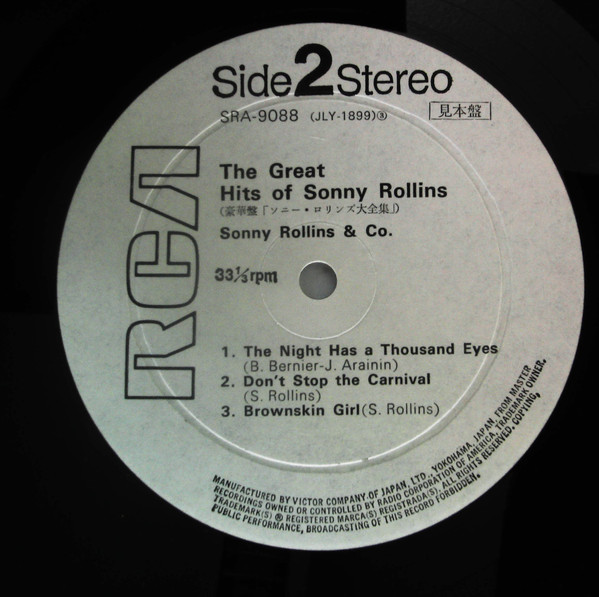 Side 2 Stereo
SRA-9088 (JLY-1899)ⓢ
見本盤
RCA
The Great
Hits of Sonny Rollins
(豪華盤「ソニー・ロリンズ大全集」)
Sonny Rollins & Co.
33⅓rpm
1. The Night Has a Thousand Eyes
(B. Bernier-J. Arainin)
2. Don't Stop the Carnival
(S. Rollins)
3. Brownskin Girl (S. Rollins)
MANUFACTURED BY VICTOR COMPANY OF JAPAN, LTD., YOKOHAMA, JAPAN, FROM MASTER
RECORDINGS OWNED OR CONTROLLED BY RADIO CORPORATION OF AMERICA, TRADEMARK OWNER.
TRADEMARK(S) ® REGISTERED MARCA(S) REGISTRADA(S). ALL RIGHTS RESERVED. COPYING,
PUBLIC PERFORMANCE, BROADCASTING OF THIS RECORD FORBIDDEN.